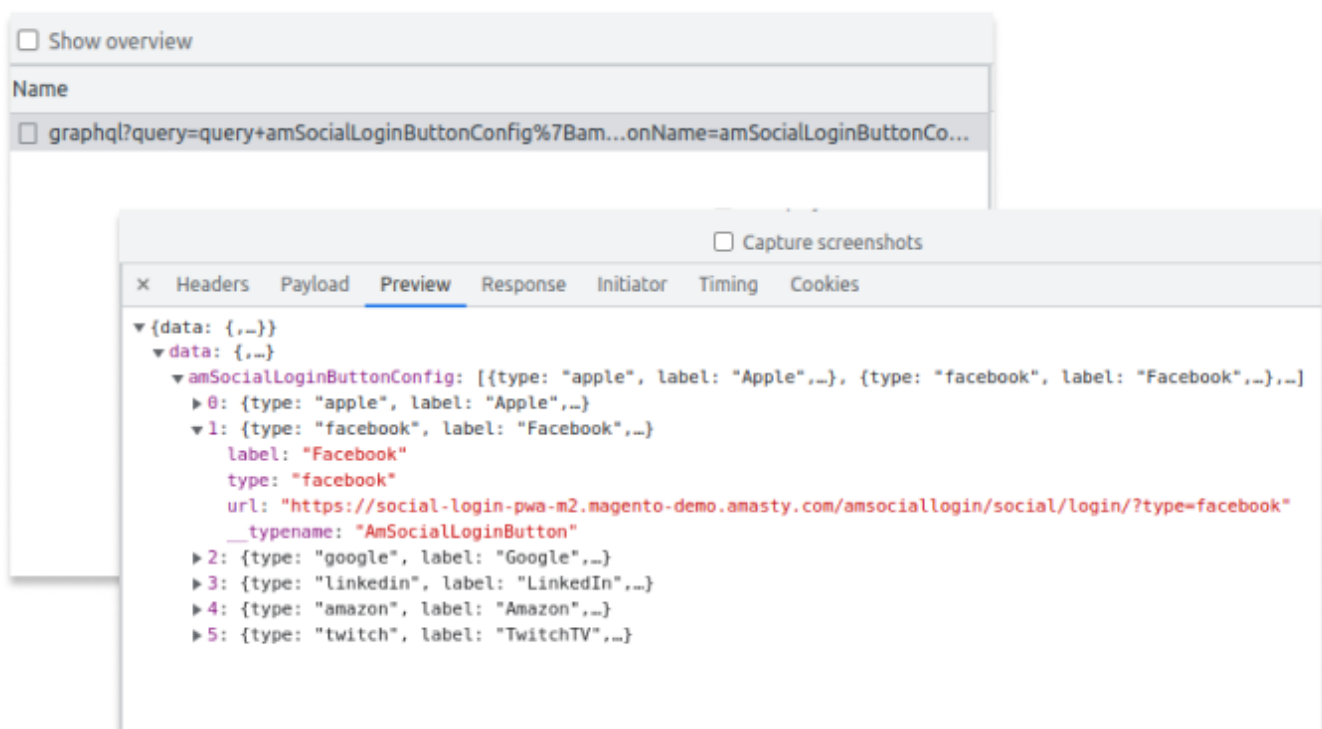 Show overview
Name
graphql?query=query+amSocialLoginButtonConfig%7Bam…onName=amSocialLoginButtonCo…
Capture screenshots
× Headers Payload Preview Response Initiator Timing Cookies
▼{data: {,…}}
▼data: {,…}
▼amSocialLoginButtonConfig: [{type: "apple", label: "Apple",…}, {type: "facebook", label: "Facebook",…},…]
▶0: {type: "apple", label: "Apple",…}
▼1: {type: "facebook", label: "Facebook",…}
label: "Facebook"
type: "facebook"
url: "https://social-login-pwa-m2.magento-demo.amasty.com/amsociallogin/social/login/?type=facebook"
__typename: "AmSocialLoginButton"
▶2: {type: "google", label: "Google",…}
▶3: {type: "linkedin", label: "LinkedIn",…}
▶4: {type: "amazon", label: "Amazon",…}
▶5: {type: "twitch", label: "TwitchTV",…}